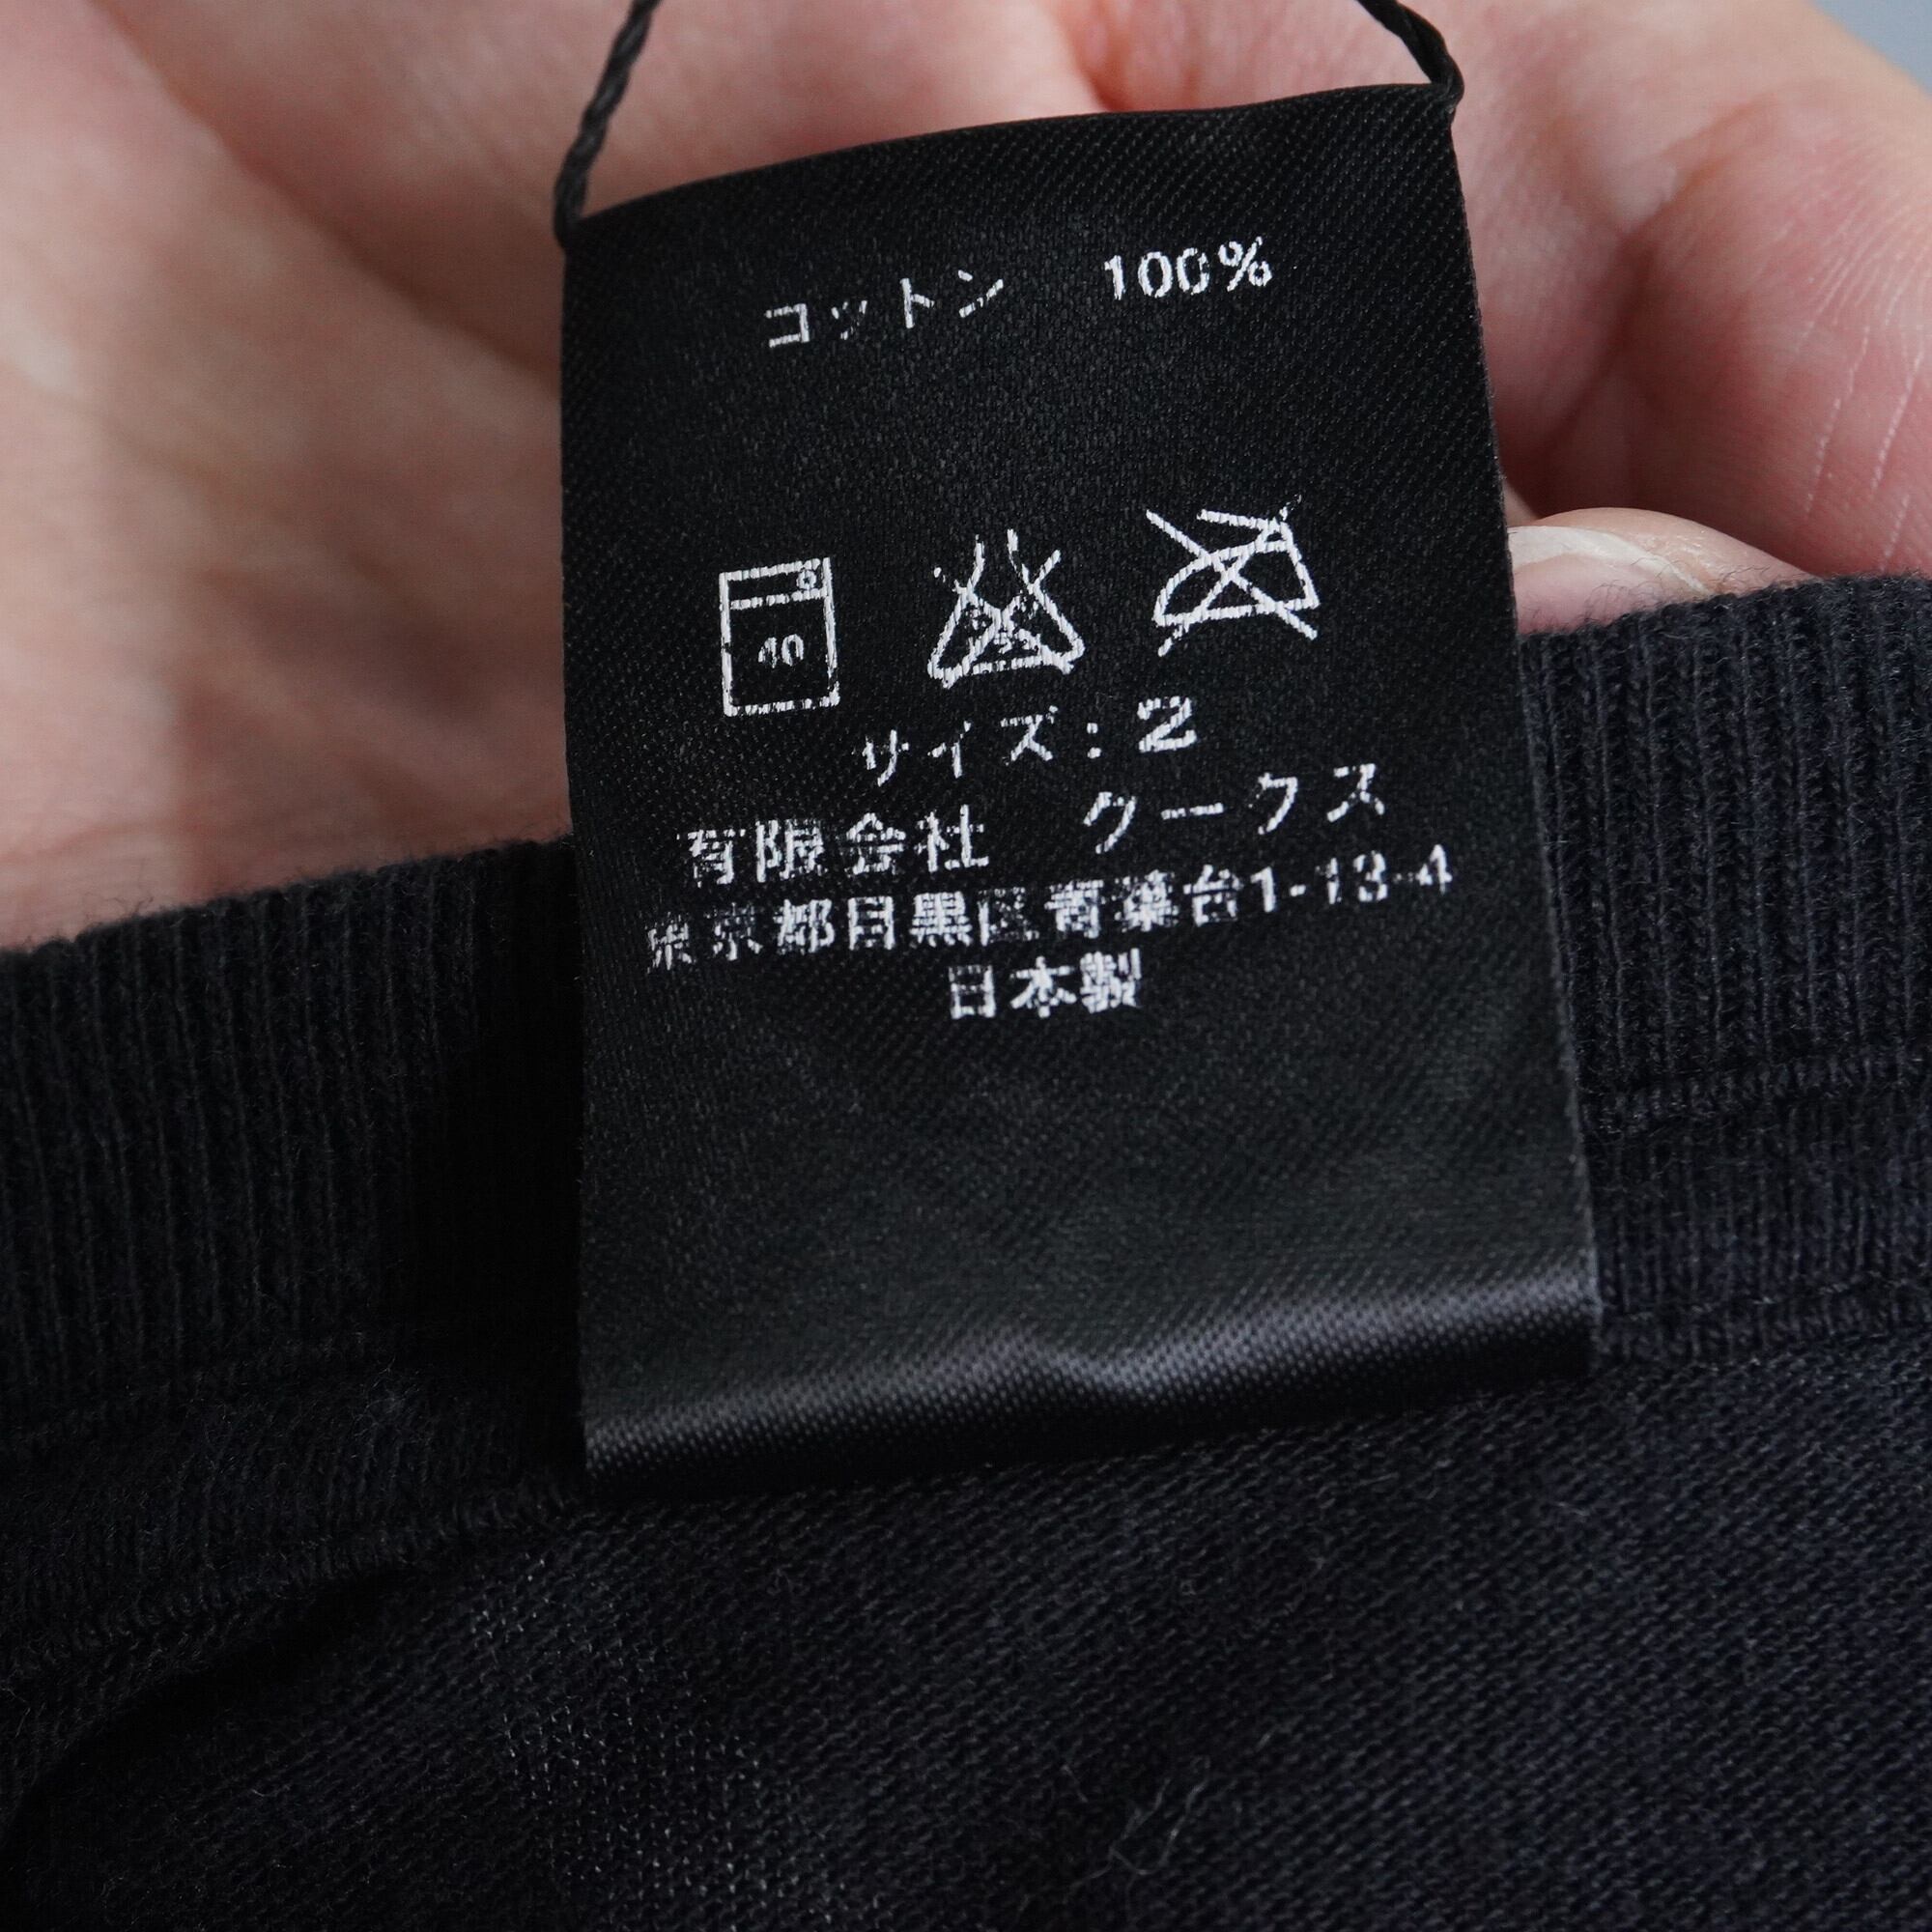 コットン 100%
40
サイズ: 2
有限会社 クークス
東京都目黒区青葉台1-13-4
日本製